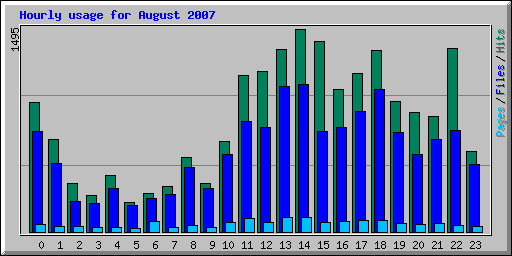 Hourly usage for August 2007
1495
Pages / Files / Hits
0 1 2 3 4 5 6 7 8 9 10 11 12 13 14 15 16 17 18 19 20 21 22 23